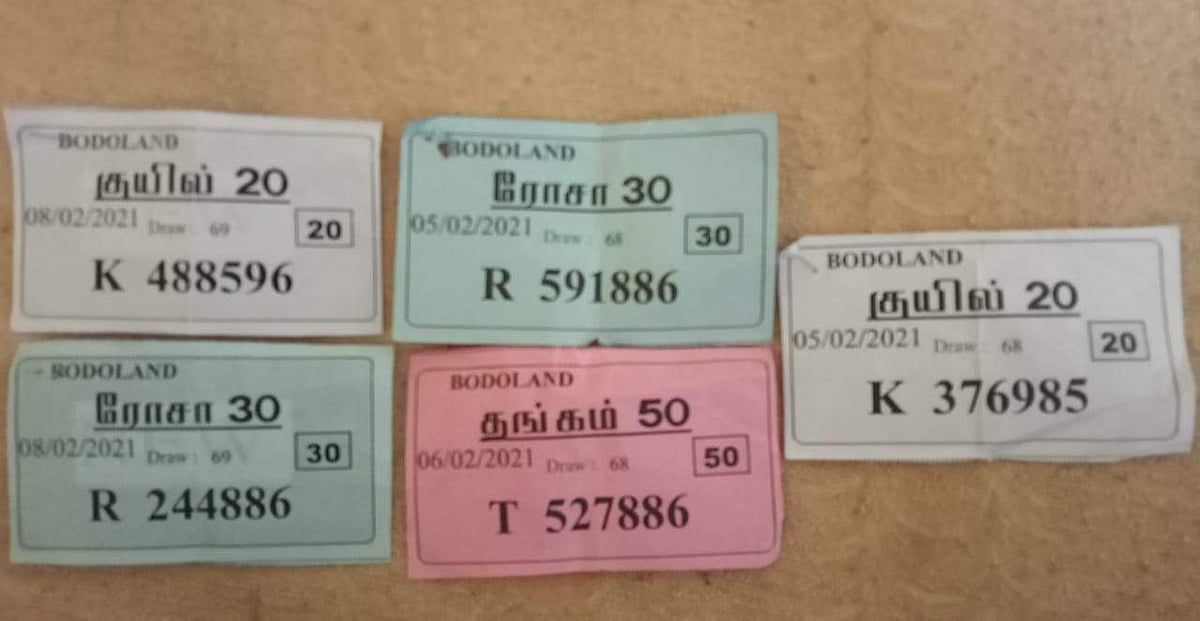 BODOLAND
குயில் 20
08/02/2021 Draw : 69 20
K 488596
BODOLAND
ரோசா 30
05/02/2021 Draw : 68 30
R 591886
BODOLAND
குயில் 20
05/02/2021 Draw : 68 20
K 376985
BODOLAND
ரோசா 30
08/02/2021 Draw : 69 30
R 244886
BODOLAND
தங்கம் 50
06/02/2021 Draw : 68 50
T 527886